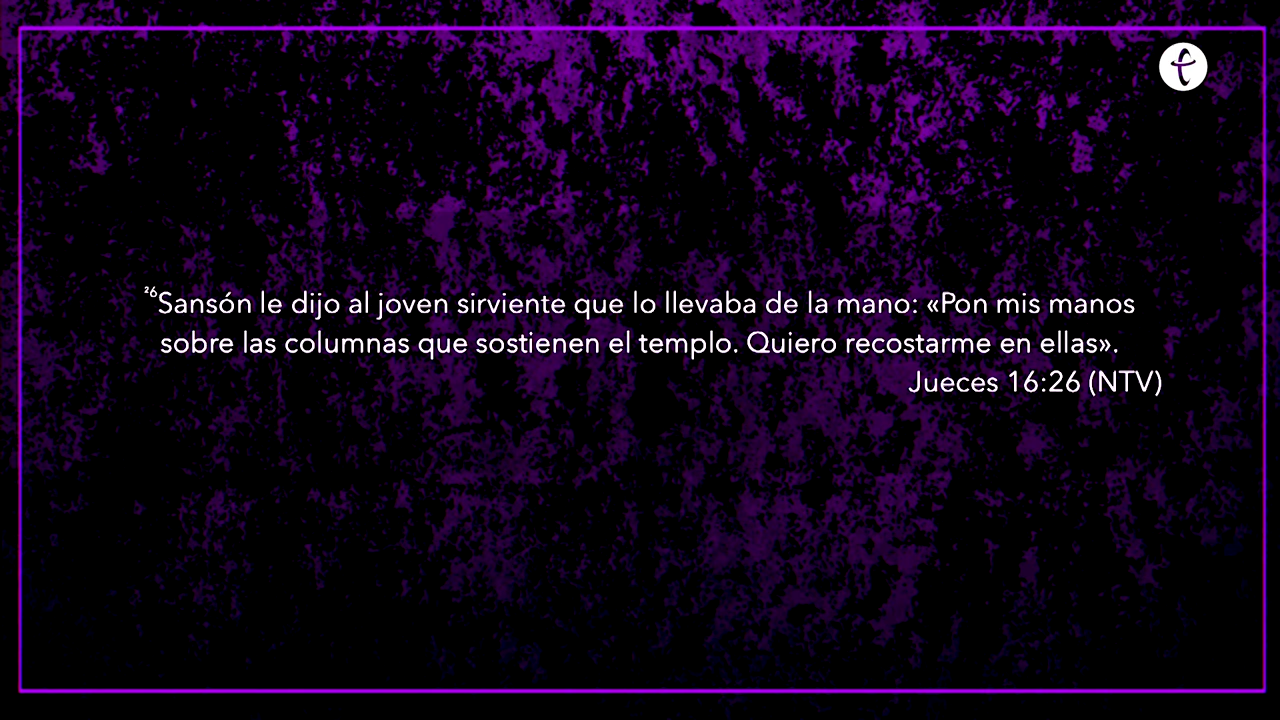 ²⁶Sansón le dijo al joven sirviente que lo llevaba de la mano: «Pon mis manos
sobre las columnas que sostienen el templo. Quiero recostarme en ellas».
Jueces 16:26 (NTV)